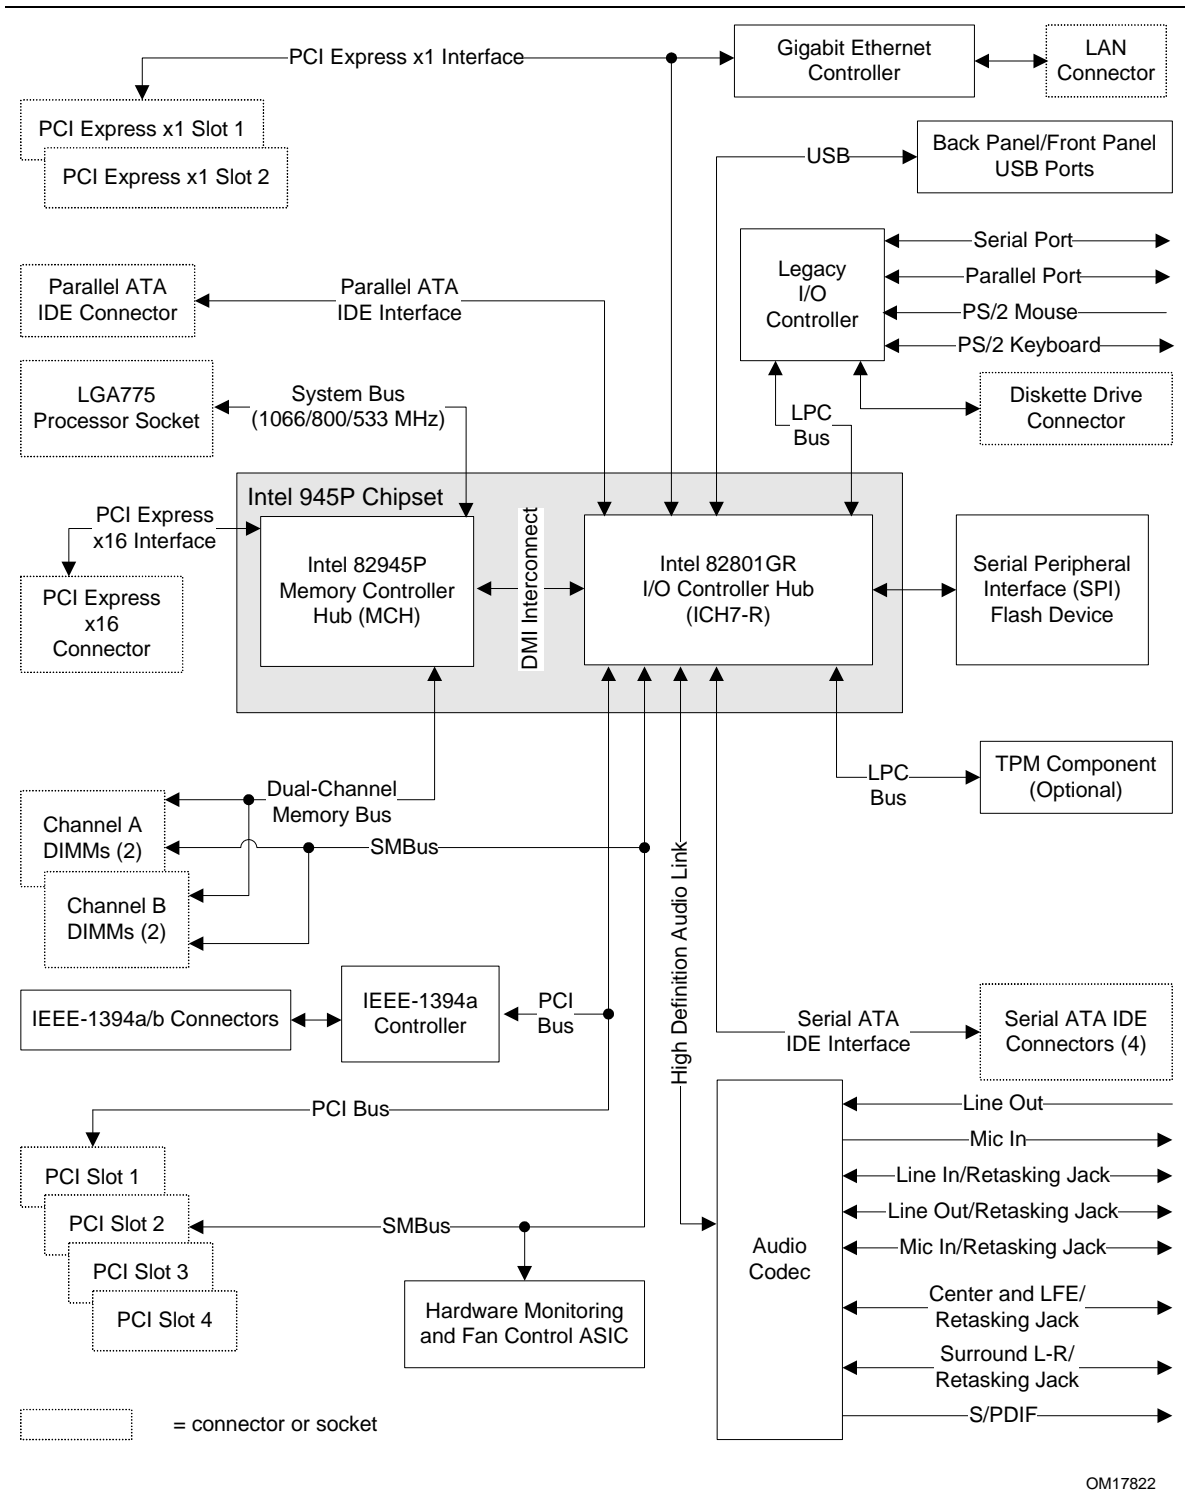 PCI Express x1 Interface
Gigabit Ethernet
Controller
LAN
Connector
PCI Express x1 Slot 1
PCI Express x1 Slot 2
USB
Back Panel/Front Panel
USB Ports
Legacy
I/O
Controller
Serial Port
Parallel Port
PS/2 Mouse
PS/2 Keyboard
Parallel ATA
IDE Connector
Parallel ATA
IDE Interface
LGA775
Processor Socket
System Bus
(1066/800/533 MHz)
LPC
Bus
Diskette Drive
Connector
Intel 945P Chipset
PCI Express
x16 Interface
PCI Express
x16
Connector
Intel 82945P
Memory Controller
Hub (MCH)
DMI Interconnect
Intel 82801GR
I/O Controller Hub
(ICH7-R)
Serial Peripheral
Interface (SPI)
Flash Device
LPC
Bus
TPM Component
(Optional)
Dual-Channel
Memory Bus
Channel A
DIMMs (2)
SMBus
Channel B
DIMMs (2)
High Definition Audio Link
IEEE-1394a/b Connectors
IEEE-1394a
Controller
PCI
Bus
Serial ATA
IDE Interface
Serial ATA IDE
Connectors (4)
PCI Bus
PCI Slot 1
PCI Slot 2
PCI Slot 3
PCI Slot 4
SMBus
Hardware Monitoring
and Fan Control ASIC
Audio
Codec
Line Out
Mic In
Line In/Retasking Jack
Line Out/Retasking Jack
Mic In/Retasking Jack
Center and LFE/
Retasking Jack
Surround L-R/
Retasking Jack
S/PDIF
= connector or socket
OM17822